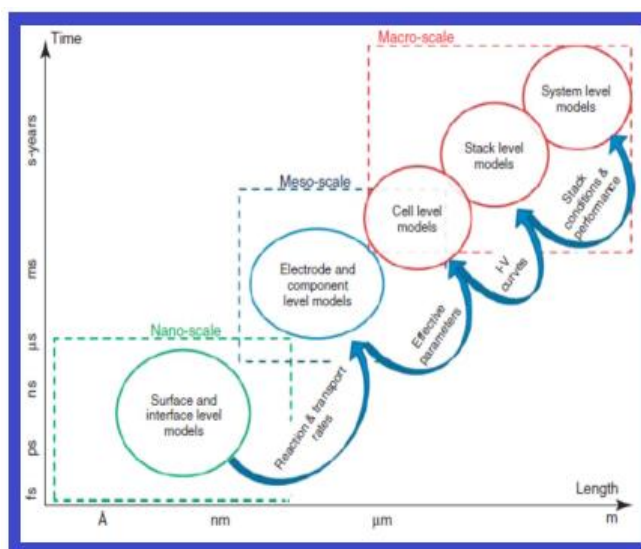 Time
Macro-scale
System level
models
Stack level
models
Meso-scale
Cell level
models
Stack
conditions &
performance
Electrode and
component
level models
I-V
curves
Effective
parameters
Nano-scale
Surface and
interface level
models
Reaction & transport
rates
s-years
ms
μs
ns
ps
fs
Length
Å
nm
μm
m